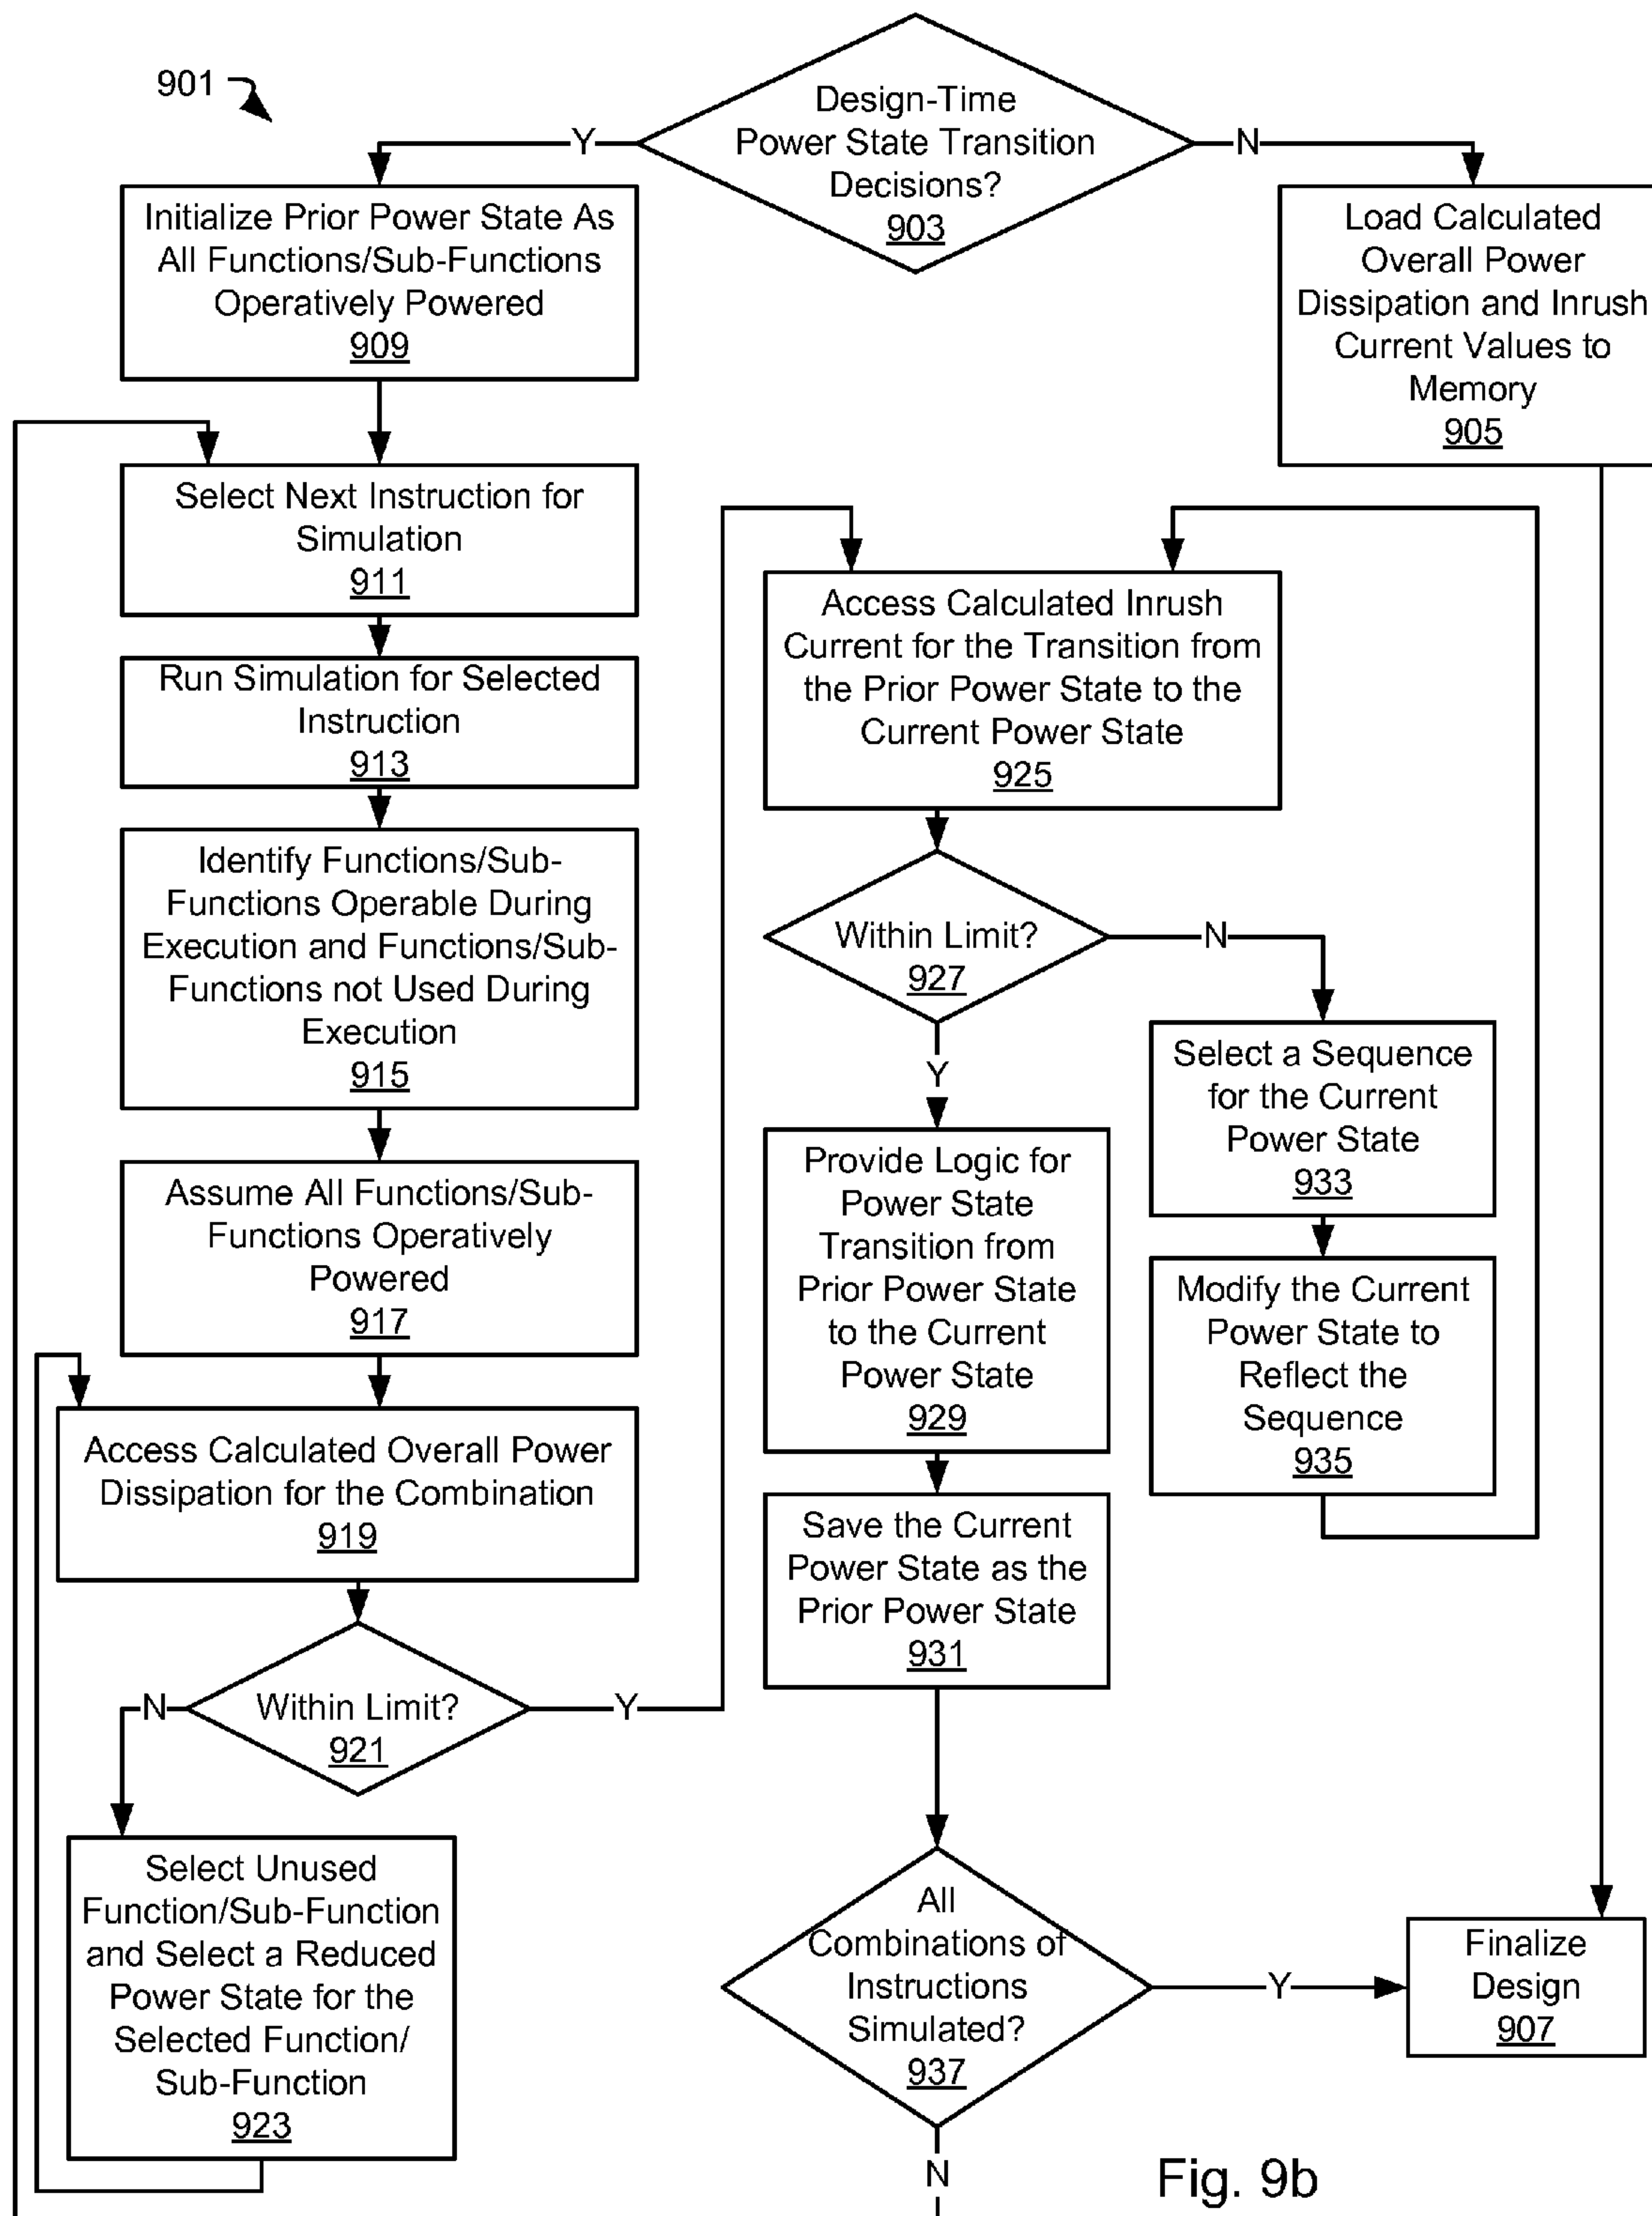 901
Design-Time
Power State Transition
Decisions?
903
Y
N
Initialize Prior Power State As
All Functions/Sub-Functions
Operatively Powered
909
Load Calculated
Overall Power
Dissipation and Inrush
Current Values to
Memory
905
Select Next Instruction for
Simulation
911
Run Simulation for Selected
Instruction
913
Identify Functions/Sub-
Functions Operable During
Execution and Functions/Sub-
Functions not Used During
Execution
915
Assume All Functions/Sub-
Functions Operatively
Powered
917
Access Calculated Overall Power
Dissipation for the Combination
919
Within Limit?
921
N
Y
Select Unused
Function/Sub-Function
and Select a Reduced
Power State for the
Selected Function/
Sub-Function
923
Access Calculated Inrush
Current for the Transition from
the Prior Power State to the
Current Power State
925
Within Limit?
927
N
Y
Select a Sequence
for the Current
Power State
933
Modify the Current
Power State to
Reflect the
Sequence
935
Provide Logic for
Power State
Transition from
Prior Power State
to the Current
Power State
929
Save the Current
Power State as the
Prior Power State
931
All
Combinations of
Instructions
Simulated?
937
Y
N
Finalize
Design
907
Fig. 9b